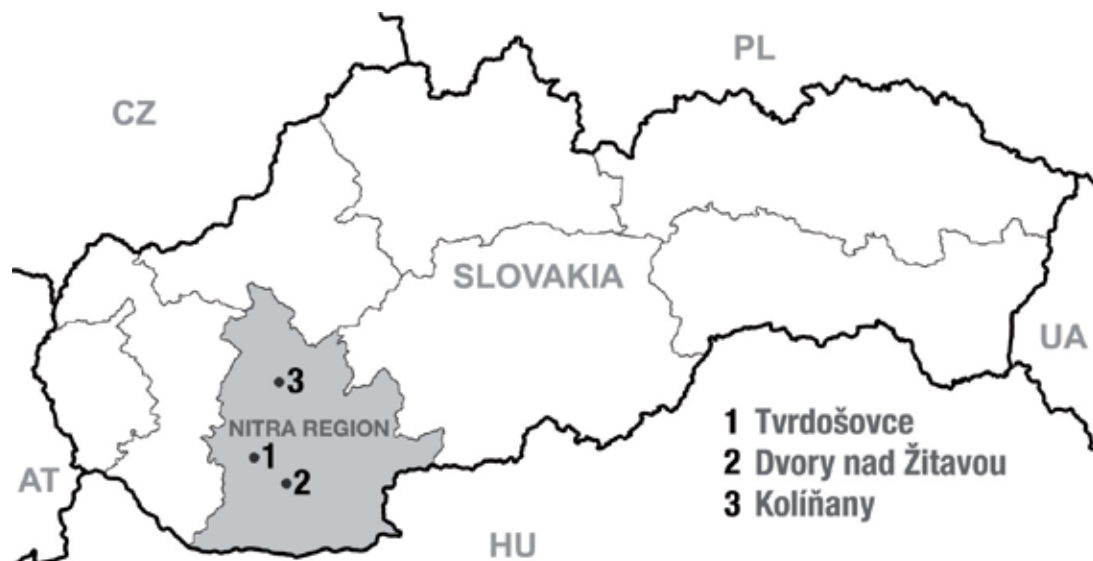 PL
CZ
SLOVAKIA
UA
3
NITRA REGION
1
2
AT
HU
1 Tvrdošovce
2 Dvory nad Žitavou
3 Kolíňany